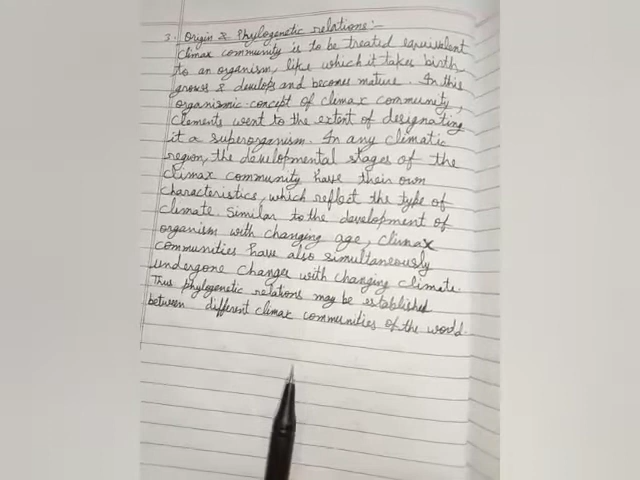 3. Origin & Phylogenetic relations:-
Climax community is to be treated equivalent
to an organism, like which it takes birth,
grows & develops and becomes mature. In this
organismic concept of climax community,
Clements went to the extent of designating
it a superorganism. In any climatic
region, the developmental stages of the
climax community have their own
characteristics, which reflect the type of
climate. Similar to the development of
organism with changing age, climax
communities have also simultaneously
undergone changes with changing climate.
Thus phylogenetic relations may be established
between different climax communities of the world.